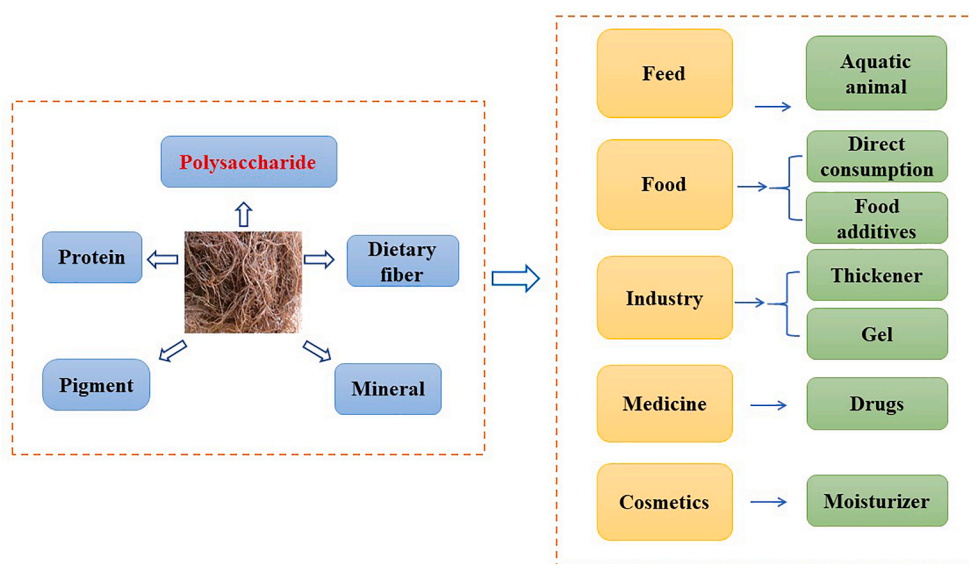 Polysaccharide
Protein
Dietary
fiber
Pigment
Mineral
Feed
Aquatic
animal
Food
Direct
consumption
Food
additives
Industry
Thickener
Gel
Medicine
Drugs
Cosmetics
Moisturizer